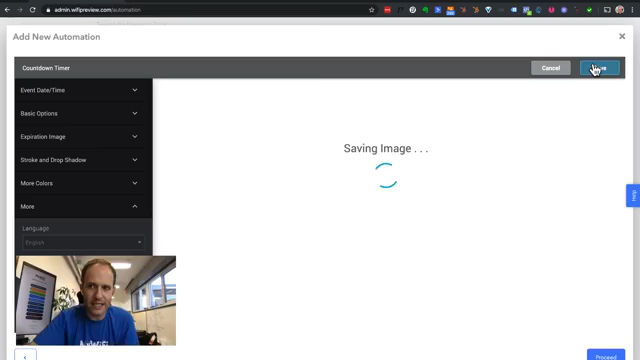 admin.wifipreview.com/automation
Add New Automation
Countdown Timer
Cancel
Event Date/Time
Basic Options
Expiration Image
Stroke and Drop Shadow
More Colors
More
Language
English
Saving Image . . .
Help
Proceed